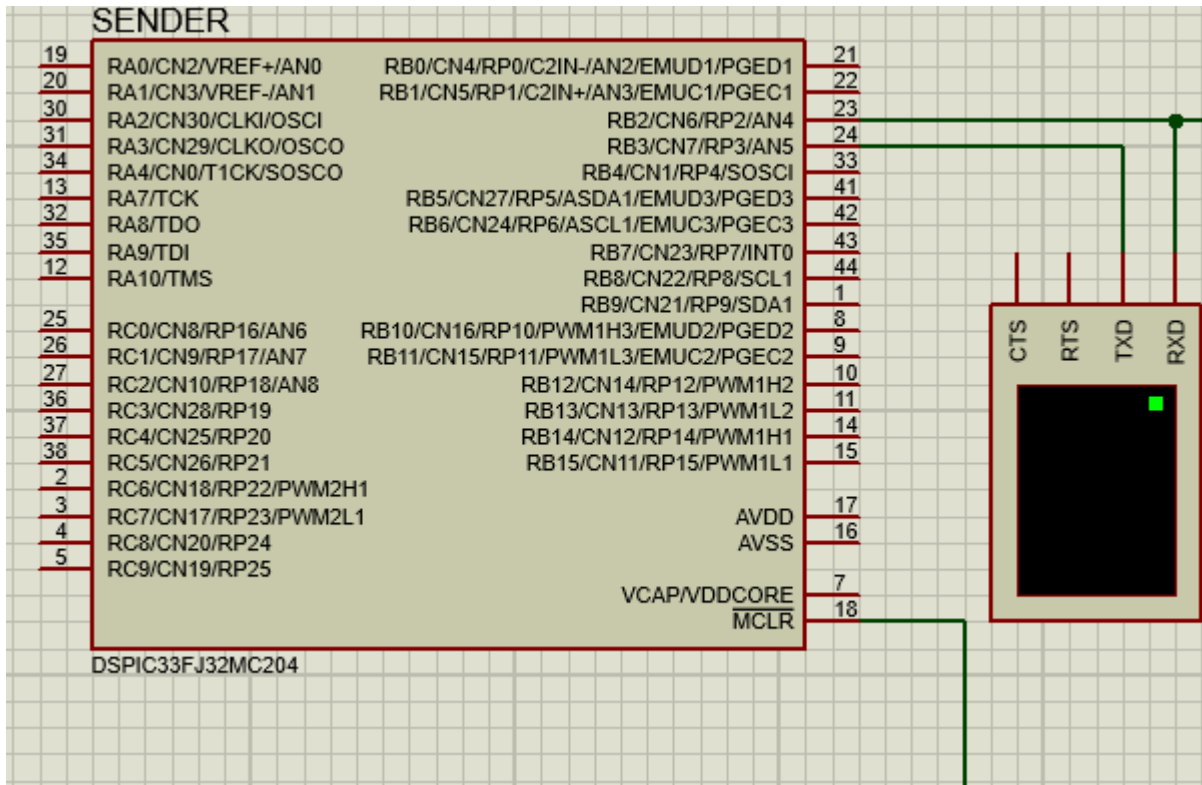 SENDER
19 RA0/CN2/VREF+/AN0 RB0/CN4/RP0/C2IN-/AN2/EMUD1/PGED1 21
20 RA1/CN3/VREF-/AN1 RB1/CN5/RP1/C2IN+/AN3/EMUC1/PGEC1 22
30 RA2/CN30/CLKI/OSCI RB2/CN6/RP2/AN4 23
31 RA3/CN29/CLKO/OSCO RB3/CN7/RP3/AN5 24
34 RA4/CN0/T1CK/SOSCO RB4/CN1/RP4/SOSCI 33
13 RA7/TCK RB5/CN27/RP5/ASDA1/EMUD3/PGED3 41
32 RA8/TDO RB6/CN24/RP6/ASCL1/EMUC3/PGEC3 42
35 RA9/TDI RB7/CN23/RP7/INT0 43
12 RA10/TMS RB8/CN22/RP8/SCL1 44
RB9/CN21/RP9/SDA1 1
25 RC0/CN8/RP16/AN6 RB10/CN16/RP10/PWM1H3/EMUD2/PGED2 8
26 RC1/CN9/RP17/AN7 RB11/CN15/RP11/PWM1L3/EMUC2/PGEC2 9
27 RC2/CN10/RP18/AN8 RB12/CN14/RP12/PWM1H2 10
36 RC3/CN28/RP19 RB13/CN13/RP13/PWM1L2 11
37 RC4/CN25/RP20 RB14/CN12/RP14/PWM1H1 14
38 RC5/CN26/RP21 RB15/CN11/RP15/PWM1L1 15
2 RC6/CN18/RP22/PWM2H1
3 RC7/CN17/RP23/PWM2L1 AVDD 17
4 RC8/CN20/RP24 AVSS 16
5 RC9/CN19/RP25
VCAP/VDDCORE 7
MCLR 18
DSPIC33FJ32MC204
CTS
RTS
TXD
RXD